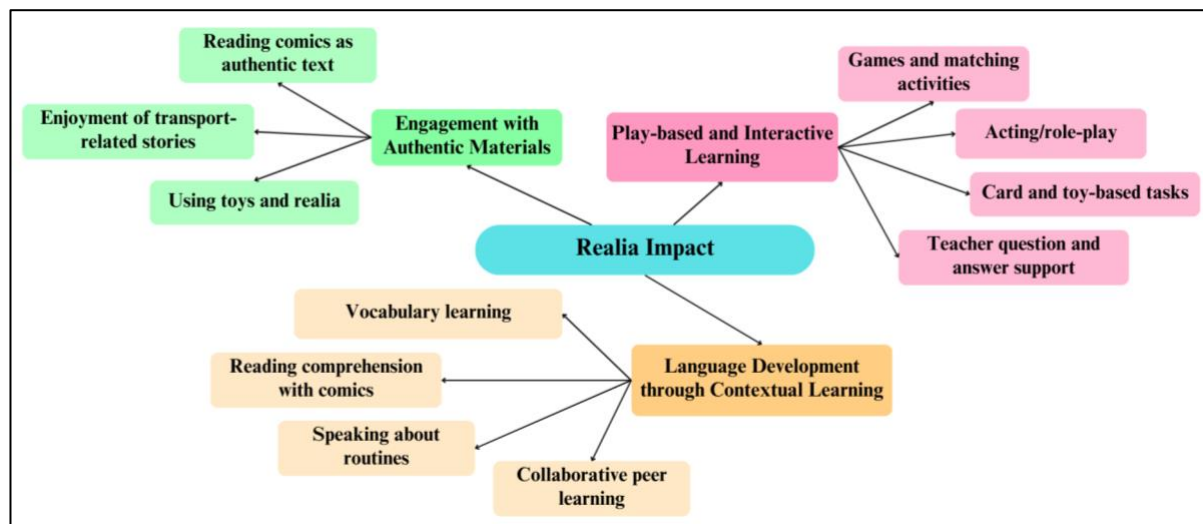 Reading comics as
authentic text
Enjoyment of transport-
related stories
Using toys and realia
Engagement with
Authentic Materials
Play-based and Interactive
Learning
Games and matching
activities
Acting/role-play
Card and toy-based tasks
Teacher question and
answer support
Realia Impact
Vocabulary learning
Reading comprehension
with comics
Speaking about
routines
Collaborative peer
learning
Language Development
through Contextual Learning